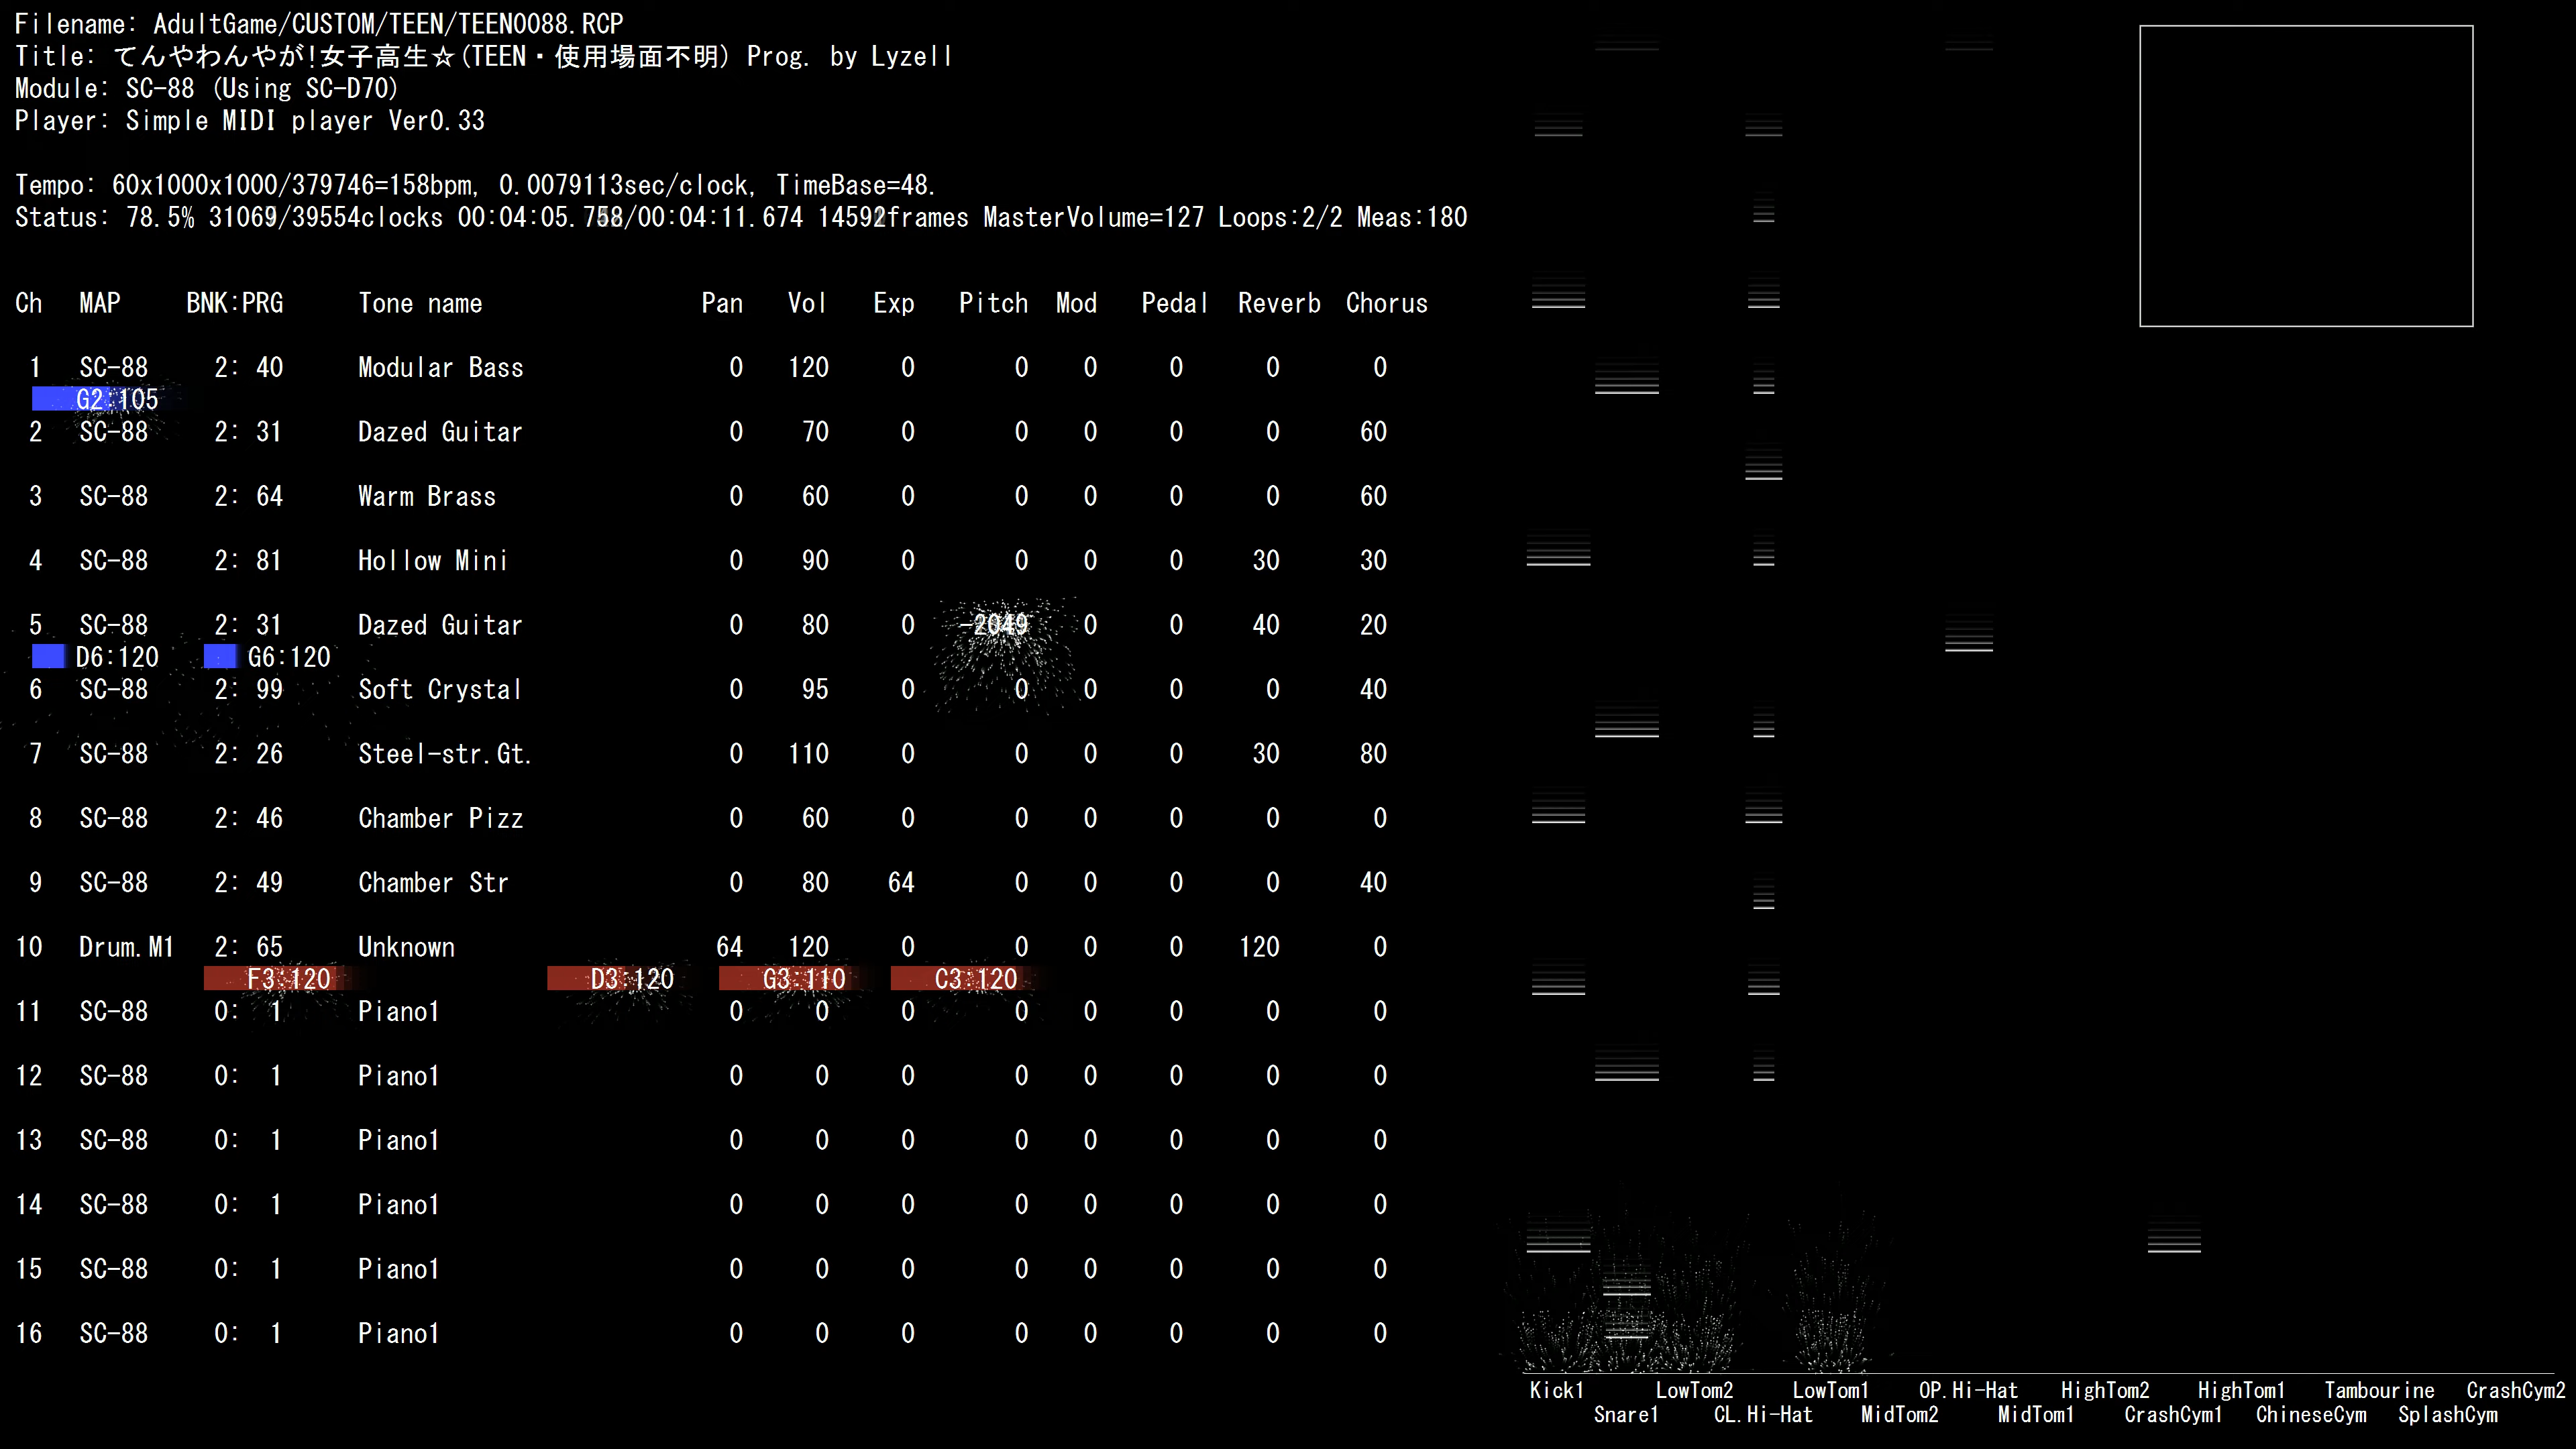 Filename: AdultGame/CUSTOM/TEEN/TEEN0088.RCP
Title: てんやわんやが!女子高生☆(TEEN・使用場面不明) Prog. by Lyzell
Module: SC-88 (Using SC-D70)
Player: Simple MIDI player Ver0.33
Tempo: 60x1000x1000/379746=158bpm, 0.0079113sec/clock, TimeBase=48.
Status: 78.5% /39554clocks /00:04:11.674 MasterVolume=127 Loops:2/2 Meas:180
Ch MAP BNK:PRG Tone name Pan Vol Exp Pitch Mod Pedal Reverb Chorus
1 SC-88 2: 40 Modular Bass 0 120 0 0 0 0 0 0
G2:105
2 SC-88 2: 31 Dazed Guitar 0 70 0 0 0 0 0 60
3 SC-88 2: 64 Warm Brass 0 60 0 0 0 0 0 60
4 SC-88 2: 81 Hollow Mini 0 90 0 0 0 0 30 30
5 SC-88 2: 31 Dazed Guitar 0 80 0 -2049 0 0 40 20
D6:120 G6:120
6 SC-88 2: 99 Soft Crystal 0 95 0 0 0 0 0 40
7 SC-88 2: 26 Steel-str.Gt. 0 110 0 0 0 0 30 80
8 SC-88 2: 46 Chamber Pizz 0 60 0 0 0 0 0 0
9 SC-88 2: 49 Chamber Str 0 80 64 0 0 0 0 40
10 Drum.M1 2: 65 Unknown 64 120 0 0 0 0 120 0
F3:120 D3:120 G3:110 C3:120
11 SC-88 0: 1 Piano1 0 0 0 0 0 0 0 0
12 SC-88 0: 1 Piano1 0 0 0 0 0 0 0 0
13 SC-88 0: 1 Piano1 0 0 0 0 0 0 0 0
14 SC-88 0: 1 Piano1 0 0 0 0 0 0 0 0
15 SC-88 0: 1 Piano1 0 0 0 0 0 0 0 0
16 SC-88 0: 1 Piano1 0 0 0 0 0 0 0 0
Kick1 LowTom2 LowTom1 OP.Hi-Hat HighTom2 HighTom1 Tambourine CrashCym2
Snare1 CL.Hi-Hat MidTom2 MidTom1 CrashCym1 ChineseCym SplashCym